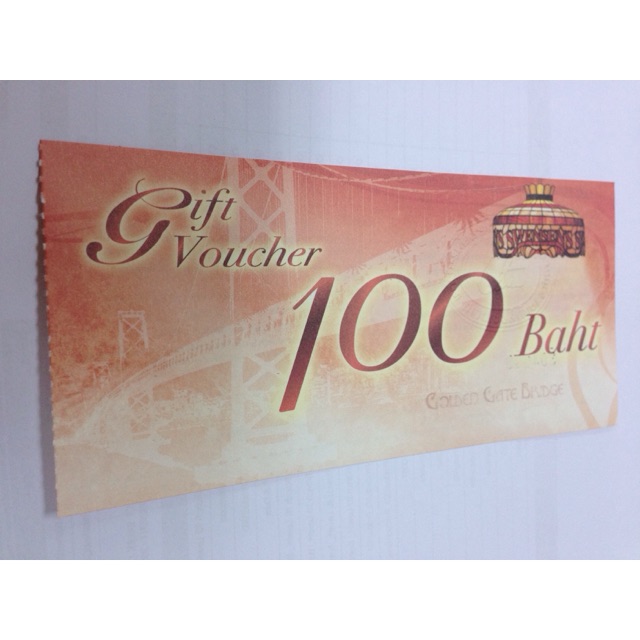 Gift
Voucher
SWENSEN'S
100 Baht
GOLDEN GATE BRIDGE